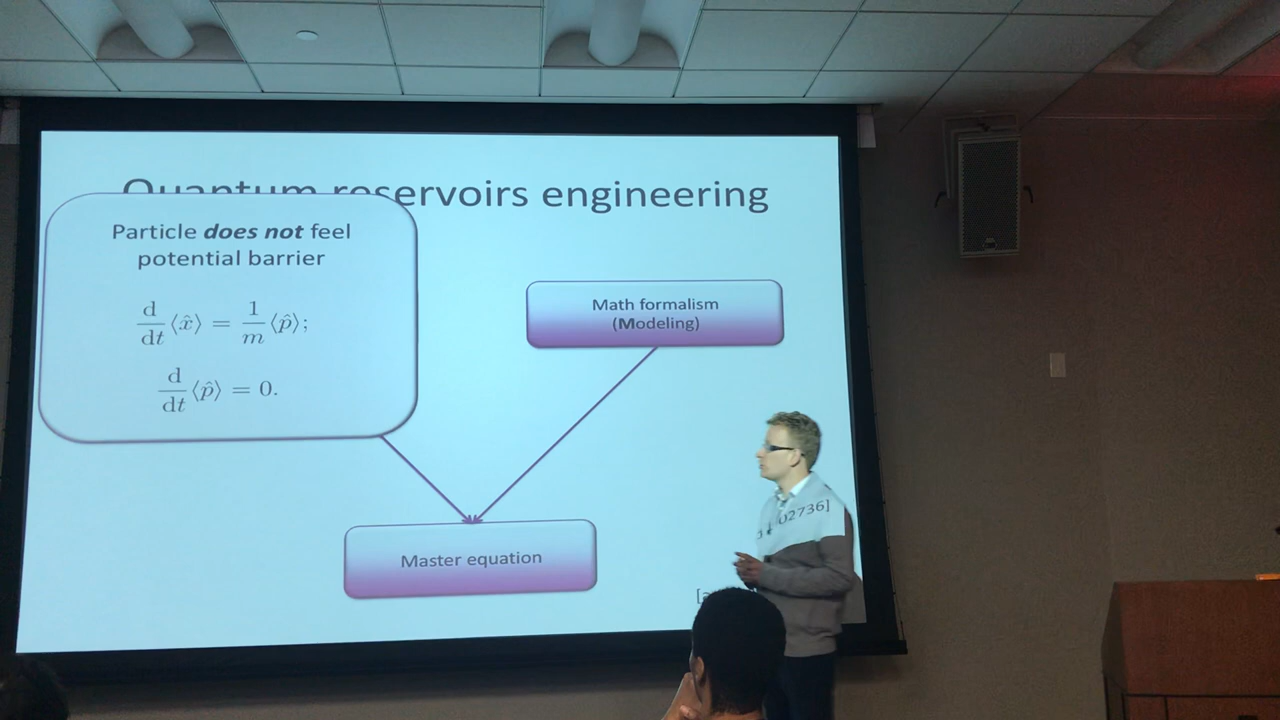 Quantum reservoirs engineering
Particle does not feel
potential barrier
d/dt ⟨x̂⟩ = 1/m ⟨p̂⟩;
d/dt ⟨p̂⟩ = 0.
Math formalism
(Modeling)
Master equation
02736]